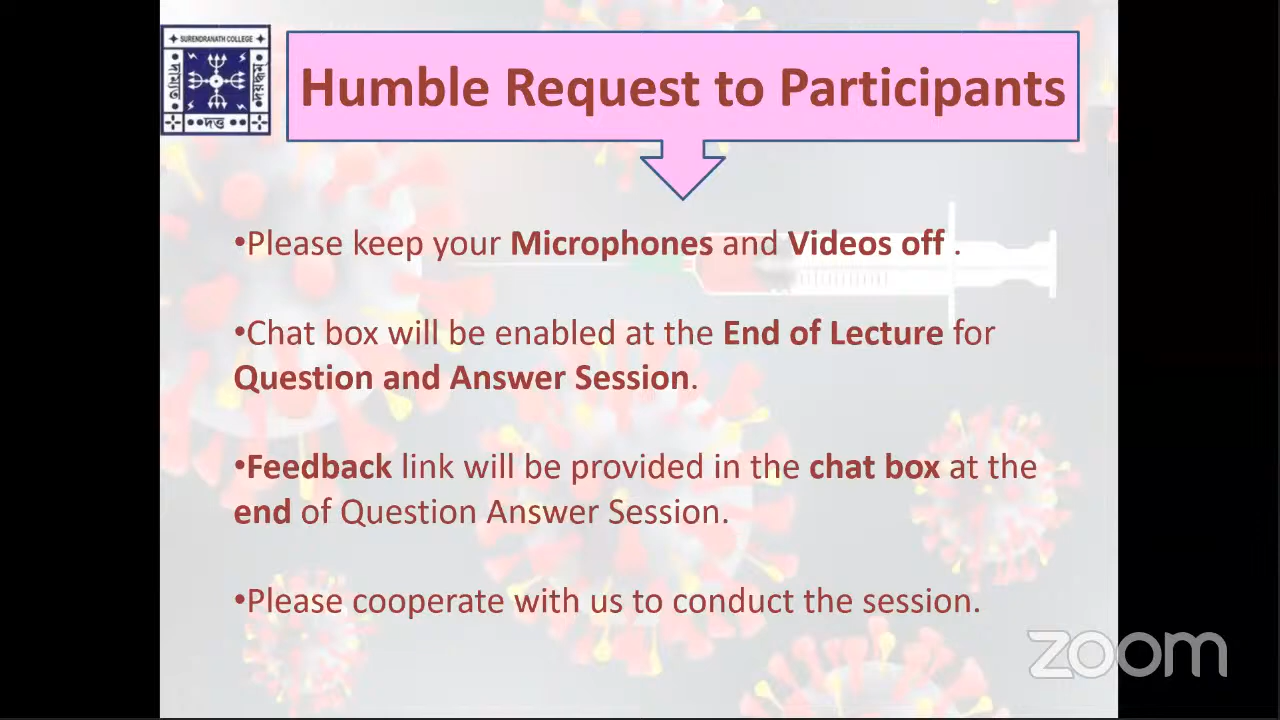 SURENDRANATH COLLEGE
Humble Request to Participants
দত্ত
•Please keep your Microphones and Videos off .
•Chat box will be enabled at the End of Lecture for
Question and Answer Session.
•Feedback link will be provided in the chat box at the
end of Question Answer Session.
•Please cooperate with us to conduct the session.
zoom